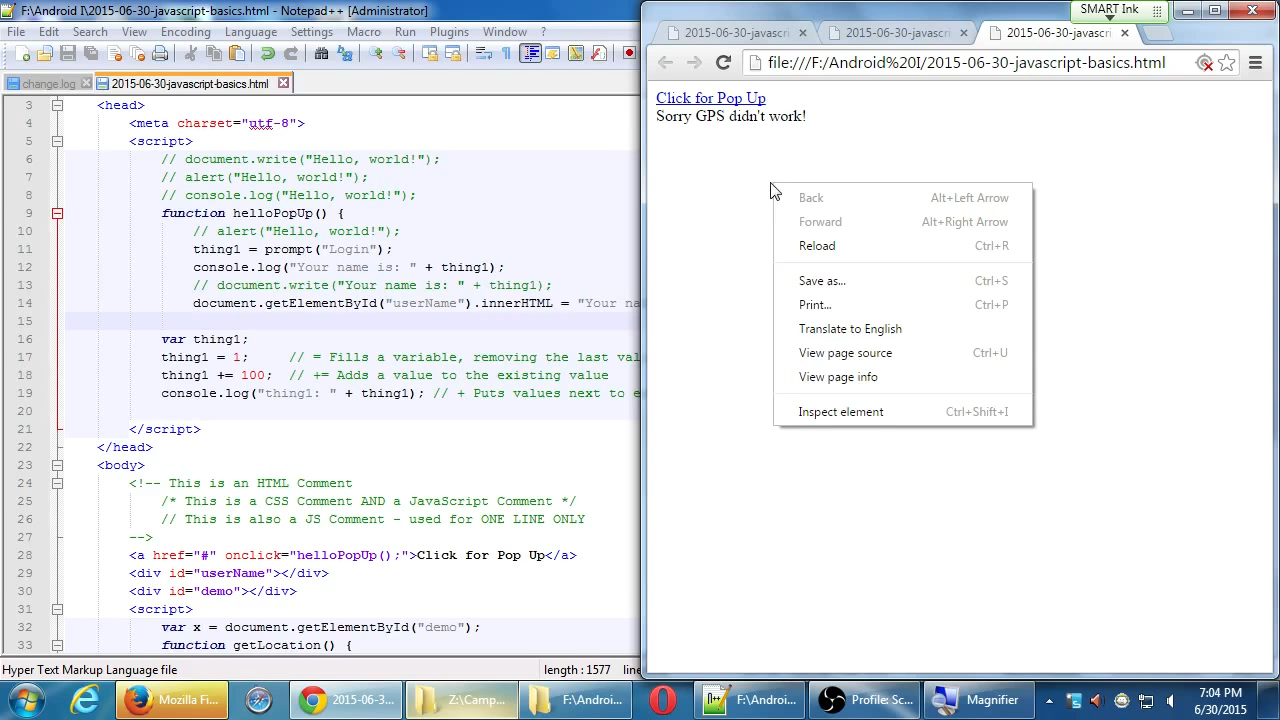 F:\Android I\2015-06-30-javascript-basics.html - Notepad++ [Administrator]
File Edit Search View Encoding Language Settings Macro Run Plugins Window ?
change.log 2015-06-30-javascript-basics.html
3 <head>
4 <meta charset="utf-8">
5 <script>
6 // document.write("Hello, world!");
7 // alert("Hello, world!");
8 // console.log("Hello, world!");
9 function helloPopUp() {
10 // alert("Hello, world!");
11 thing1 = prompt("Login");
12 console.log("Your name is: " + thing1);
13 // document.write("Your name is: " + thing1);
14 document.getElementById("userName").innerHTML = "Your na
15
16 var thing1;
17 thing1 = 1; // = Fills a variable, removing the last val
18 thing1 += 100; // += Adds a value to the existing value
19 console.log("thing1: " + thing1); // + Puts values next to e
20
21 </script>
22 </head>
23 <body>
24 <!-- This is an HTML Comment
25 /* This is a CSS Comment AND a JavaScript Comment */
26 // This is also a JS Comment - used for ONE LINE ONLY
27 -->
28 <a href="#" onclick="helloPopUp();">Click for Pop Up</a>
29 <div id="userName"></div>
30 <div id="demo"></div>
31 <script>
32 var x = document.getElementById("demo");
33 function getLocation() {
Hyper Text Markup Language file length : 1577 line
SMART Ink
2015-06-30-javascri 2015-06-30-javascri 2015-06-30-javascri
file:///F:/Android%20I/2015-06-30-javascript-basics.html
Click for Pop Up
Sorry GPS didn't work!
Back Alt+Left Arrow
Forward Alt+Right Arrow
Reload Ctrl+R
Save as... Ctrl+S
Print... Ctrl+P
Translate to English
View page source Ctrl+U
View page info
Inspect element Ctrl+Shift+I
Mozilla Fi... 2015-06-3... Z:\Camp... F:\Androi... F:\Androi... Profile: Sc... Magnifier
7:04 PM
6/30/2015